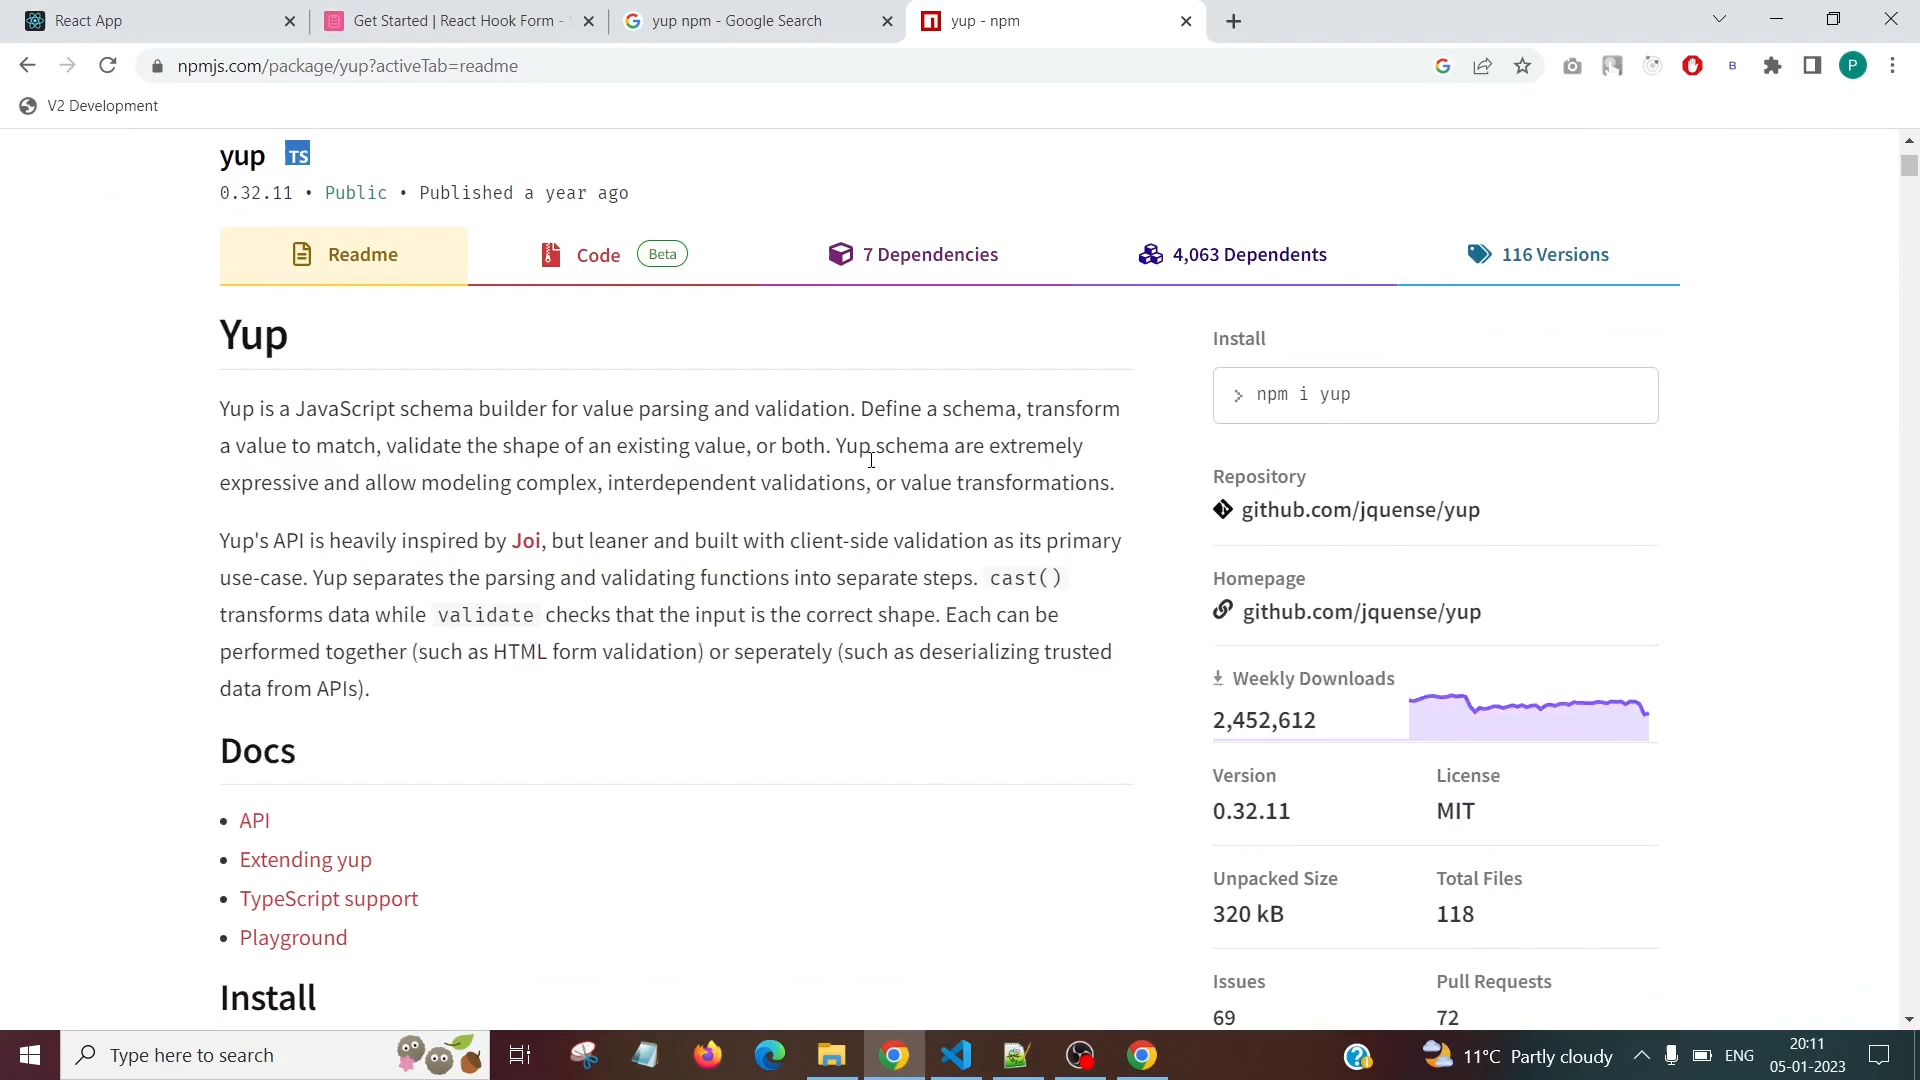 React App
Get Started | React Hook Form -
yup npm - Google Search
yup - npm
npmjs.com/package/yup?activeTab=readme
P
V2 Development
yup TS
0.32.11 • Public • Published a year ago
Readme
Code Beta
7 Dependencies
4,063 Dependents
116 Versions
Yup
Yup is a JavaScript schema builder for value parsing and validation. Define a schema, transform
a value to match, validate the shape of an existing value, or both. Yup schema are extremely
expressive and allow modeling complex, interdependent validations, or value transformations.
Yup's API is heavily inspired by Joi, but leaner and built with client-side validation as its primary
use-case. Yup separates the parsing and validating functions into separate steps. cast()
transforms data while validate checks that the input is the correct shape. Each can be
performed together (such as HTML form validation) or seperately (such as deserializing trusted
data from APIs).
Docs
• API
• Extending yup
• TypeScript support
• Playground
Install
Install
> npm i yup
Repository
github.com/jquense/yup
Homepage
github.com/jquense/yup
Weekly Downloads
2,452,612
Version License
0.32.11 MIT
Unpacked Size Total Files
320 kB 118
Issues Pull Requests
69 72
Type here to search
11°C Partly cloudy
ENG
20:11
05-01-2023